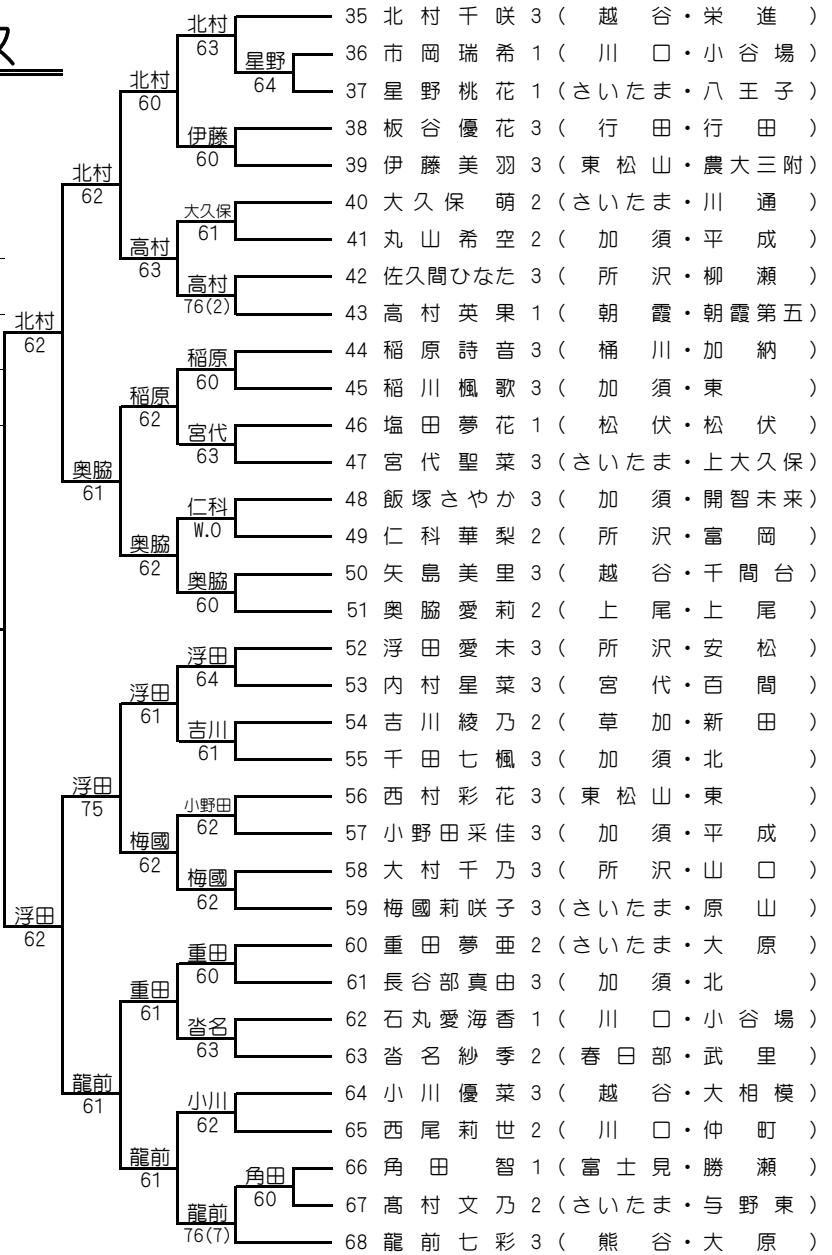 ス
35 北村千咲 3 ( 越谷・栄進 )
36 市岡瑞希 1 ( 川口・小谷場 )
37 星野桃花 1 (さいたま・八王子 )
38 板谷優花 3 ( 行田・行田 )
39 伊藤美羽 3 ( 東松山・農大三附)
40 大久保萌 2 (さいたま・川通 )
41 丸山希空 2 ( 加須・平成 )
42 佐久間ひなた 3 ( 所沢・柳瀬 )
43 高村英果 1 ( 朝霞・朝霞第五)
44 稲原詩音 3 ( 桶川・加納 )
45 稲川楓歌 3 ( 加須・東 )
46 塩田夢花 1 ( 松伏・松伏 )
47 宮代聖菜 3 (さいたま・上大久保)
48 飯塚さやか 3 ( 加須・開智未来)
49 仁科華梨 2 ( 所沢・富岡 )
50 矢島美里 3 ( 越谷・千間台 )
51 奥脇愛莉 2 ( 上尾・上尾 )
52 浮田愛未 3 ( 所沢・安松 )
53 内村星菜 3 ( 宮代・百間 )
54 吉川綾乃 2 ( 草加・新田 )
55 千田七楓 3 ( 加須・北 )
56 西村彩花 3 ( 東松山・東 )
57 小野田采佳 3 ( 加須・平成 )
58 大村千乃 3 ( 所沢・山口 )
59 梅國莉咲子 3 (さいたま・原山 )
60 重田夢亜 2 (さいたま・大原 )
61 長谷部真由 3 ( 加須・北 )
62 石丸愛海香 1 ( 川口・小谷場 )
63 沓名紗季 2 ( 春日部・武里 )
64 小川優菜 3 ( 越谷・大相模 )
65 西尾莉世 2 ( 川口・仲町 )
66 角田智 1 ( 富士見・勝瀬 )
67 髙村文乃 2 (さいたま・与野東 )
68 龍前七彩 3 ( 熊谷・大原 )
星野
64
角田
60
北村
63
伊藤
60
大久保
61
高村
76(2)
稲原
60
宮代
63
仁科
W.O
奥脇
60
浮田
64
吉川
61
小野田
62
梅國
62
重田
60
沓名
63
小川
62
龍前
76(7)
北村
60
高村
63
稲原
62
奥脇
62
浮田
61
梅國
62
重田
61
龍前
61
北村
62
奥脇
61
浮田
75
龍前
61
北村
62
浮田
62